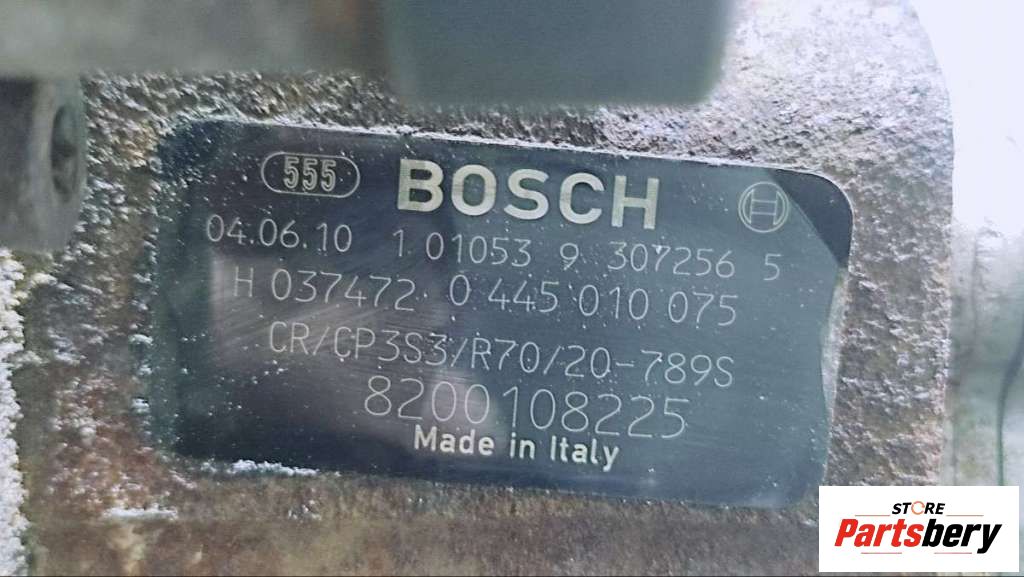 555 BOSCH
04.06.10 1 01053 9 307256 5
H 037472 0 445 010 075
CR/CP3S3/R70/20-789S
8200108225
Made in Italy
STORE
Partsbery